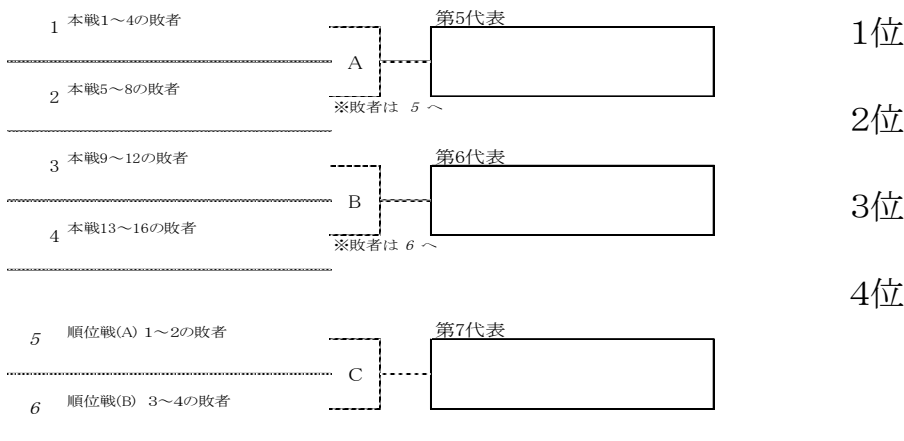 1 本戦1～4の敗者
第5代表
1位
A
2 本戦5～8の敗者
※敗者は 5 へ
2位
3 本戦9～12の敗者
第6代表
B
3位
4 本戦13～16の敗者
※敗者は 6 へ
4位
5 順位戦(A) 1～2の敗者
第7代表
C
6 順位戦(B) 3～4の敗者